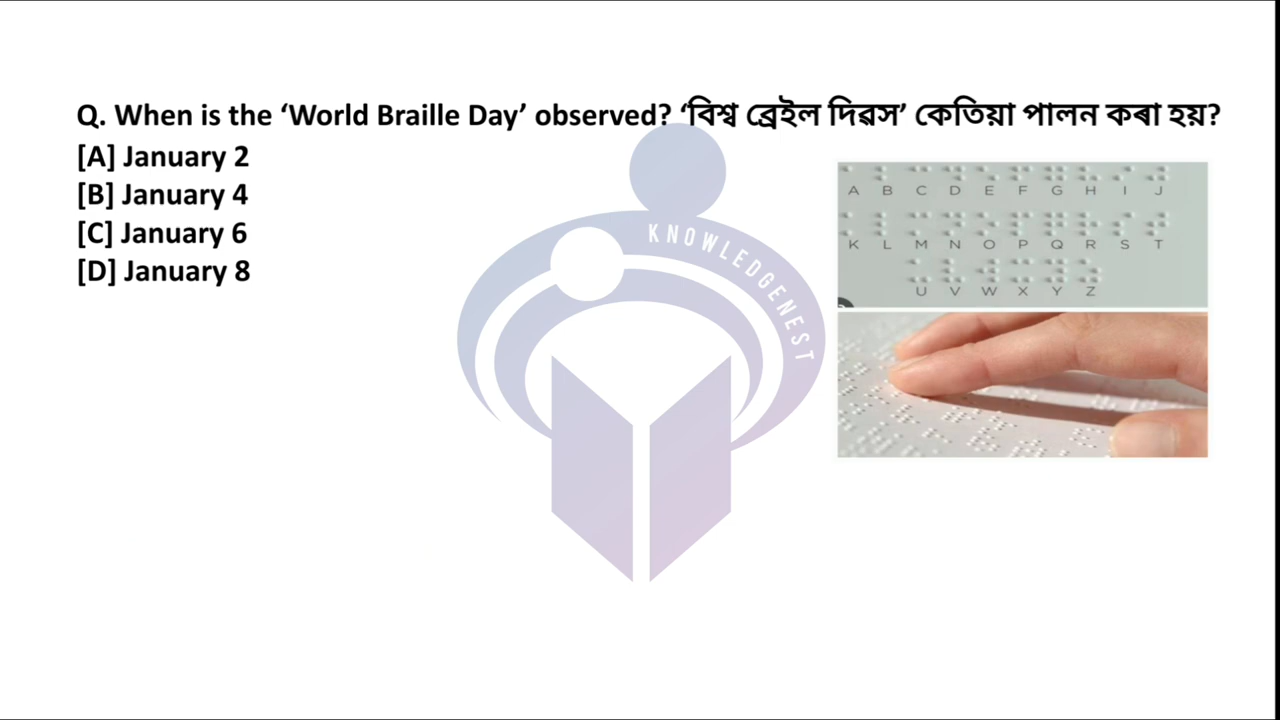 Q. When is the ‘World Braille Day’ observed? ‘বিশ্ব ব্ৰেইল দিৱস’ কেতিয়া পালন কৰা হয়?
[A] January 2
[B] January 4
[C] January 6
[D] January 8
KNOWLEDGENEST
A B C D E F G H I J
K L M N O P Q R S T
U V W X Y Z